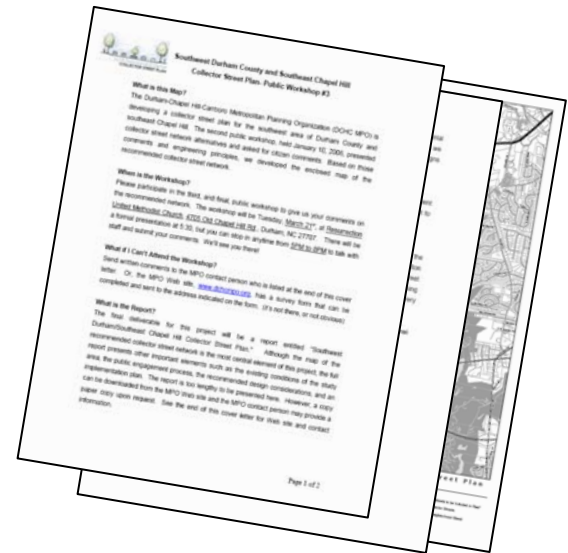 COLLECTOR STREET PLAN
Southwest Durham County and Southeast Chapel Hill
Collector Street Plan- Public Workshop #3
What is this Map?
The Durham-Chapel Hill-Carrboro Metropolitan Planning Organization (DCHC MPO) is
developing a collector street plan for the southwest area of Durham County and
southeast Chapel Hill. The second public workshop, held January 10, 2006, presented
collector street network alternatives and asked for citizen comments. Based on those
comments and engineering principles, we developed the enclosed map of the
recommended collector street network.
When is the Workshop?
Please participate in the third, and final, public workshop to give us your comments on
the recommended network. The workshop will be Tuesday, March 21st, at Resurrection
United Methodist Church, 4705 Old Chapel Hill Rd., Durham, NC 27707. There will be
a formal presentation at 5:30, but you can stop in anytime from 5PM to 8PM to talk with
staff and submit your comments. We'll see you there!
What if I Can't Attend the Workshop?
Send written comments to the MPO contact person who is listed at the end of this cover
letter. Or, the MPO Web site, www.dchcmpo.org, has a survey form that can be
completed and sent to the address indicated on the form. (it's not there, or not obvious)
What is the Report?
The final deliverable for this project will be a report entitled "Southwest
Durham/Southeast Chapel Hill Collector Street Plan." Although the map of the
recommended collector street network is the most central element of this project, the full
report presents other important elements such as the existing conditions of the study
area, the public engagement process, the recommended design considerations, and an
implementation plan. The report is too lengthy to be presented here. However, a copy
can be downloaded from the MPO Web site and the MPO contact person may provide a
paper copy upon request. See the end of this cover letter for Web site and contact
information.
Page 1 of 2
Plan